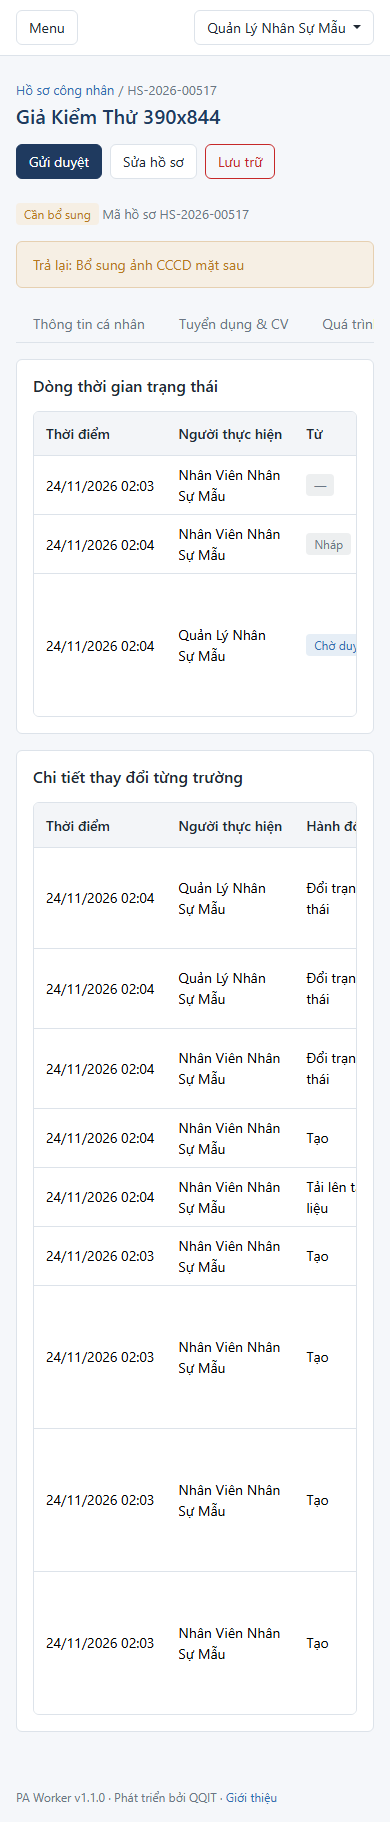 Menu
Quản Lý Nhân Sự Mẫu
Hồ sơ công nhân / HS-2026-00517
Giả Kiểm Thử 390x844
Gửi duyệt
Sửa hồ sơ
Lưu trữ
Cần bổ sung Mã hồ sơ HS-2026-00517
Trả lại: Bổ sung ảnh CCCD mặt sau
Thông tin cá nhân Tuyển dụng & CV Quá trìn
Dòng thời gian trạng thái
Thời điểm Người thực hiện Từ
24/11/2026 02:03 Nhân Viên Nhân —
Sự Mẫu
24/11/2026 02:04 Nhân Viên Nhân Nháp
Sự Mẫu
24/11/2026 02:04 Quản Lý Nhân Chờ duy
Sự Mẫu
Chi tiết thay đổi từng trường
Thời điểm Người thực hiện Hành độ
24/11/2026 02:04 Quản Lý Nhân Đổi trạn
Sự Mẫu thái
24/11/2026 02:04 Quản Lý Nhân Đổi trạn
Sự Mẫu thái
24/11/2026 02:04 Nhân Viên Nhân Đổi trạn
Sự Mẫu thái
24/11/2026 02:04 Nhân Viên Nhân Tạo
Sự Mẫu
24/11/2026 02:04 Nhân Viên Nhân Tải lên t
Sự Mẫu liệu
24/11/2026 02:03 Nhân Viên Nhân Tạo
Sự Mẫu
24/11/2026 02:03 Nhân Viên Nhân Tạo
Sự Mẫu
24/11/2026 02:03 Nhân Viên Nhân Tạo
Sự Mẫu
24/11/2026 02:03 Nhân Viên Nhân Tạo
Sự Mẫu
PA Worker v1.1.0 · Phát triển bởi QQIT · Giới thiệu